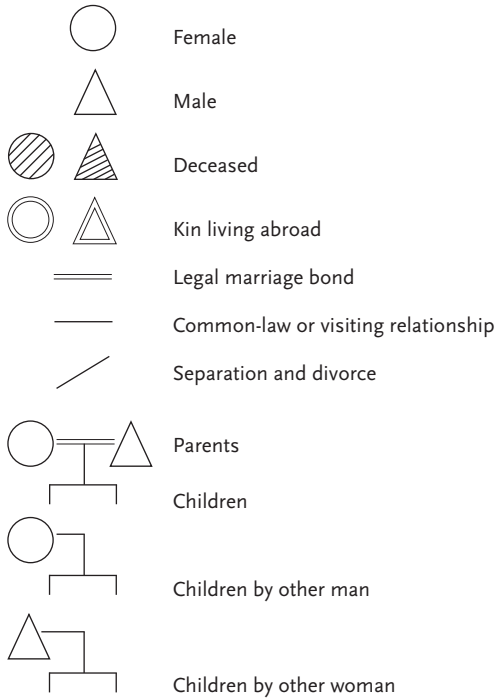 Female
Male
Deceased
Kin living abroad
Legal marriage bond
Common-law or visiting relationship
Separation and divorce
Parents
Children
Children by other man
Children by other woman